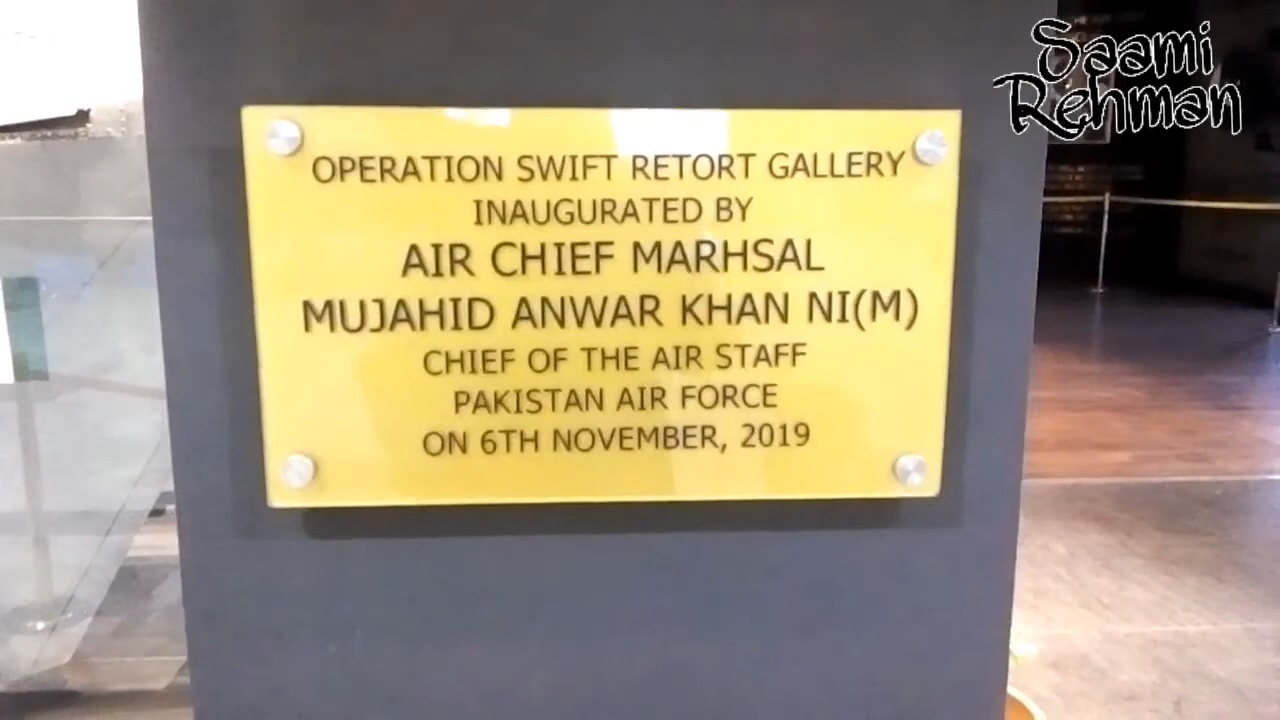 Saami
Rehman
OPERATION SWIFT RETORT GALLERY
INAUGURATED BY
AIR CHIEF MARHSAL
MUJAHID ANWAR KHAN NI(M)
CHIEF OF THE AIR STAFF
PAKISTAN AIR FORCE
ON 6TH NOVEMBER, 2019